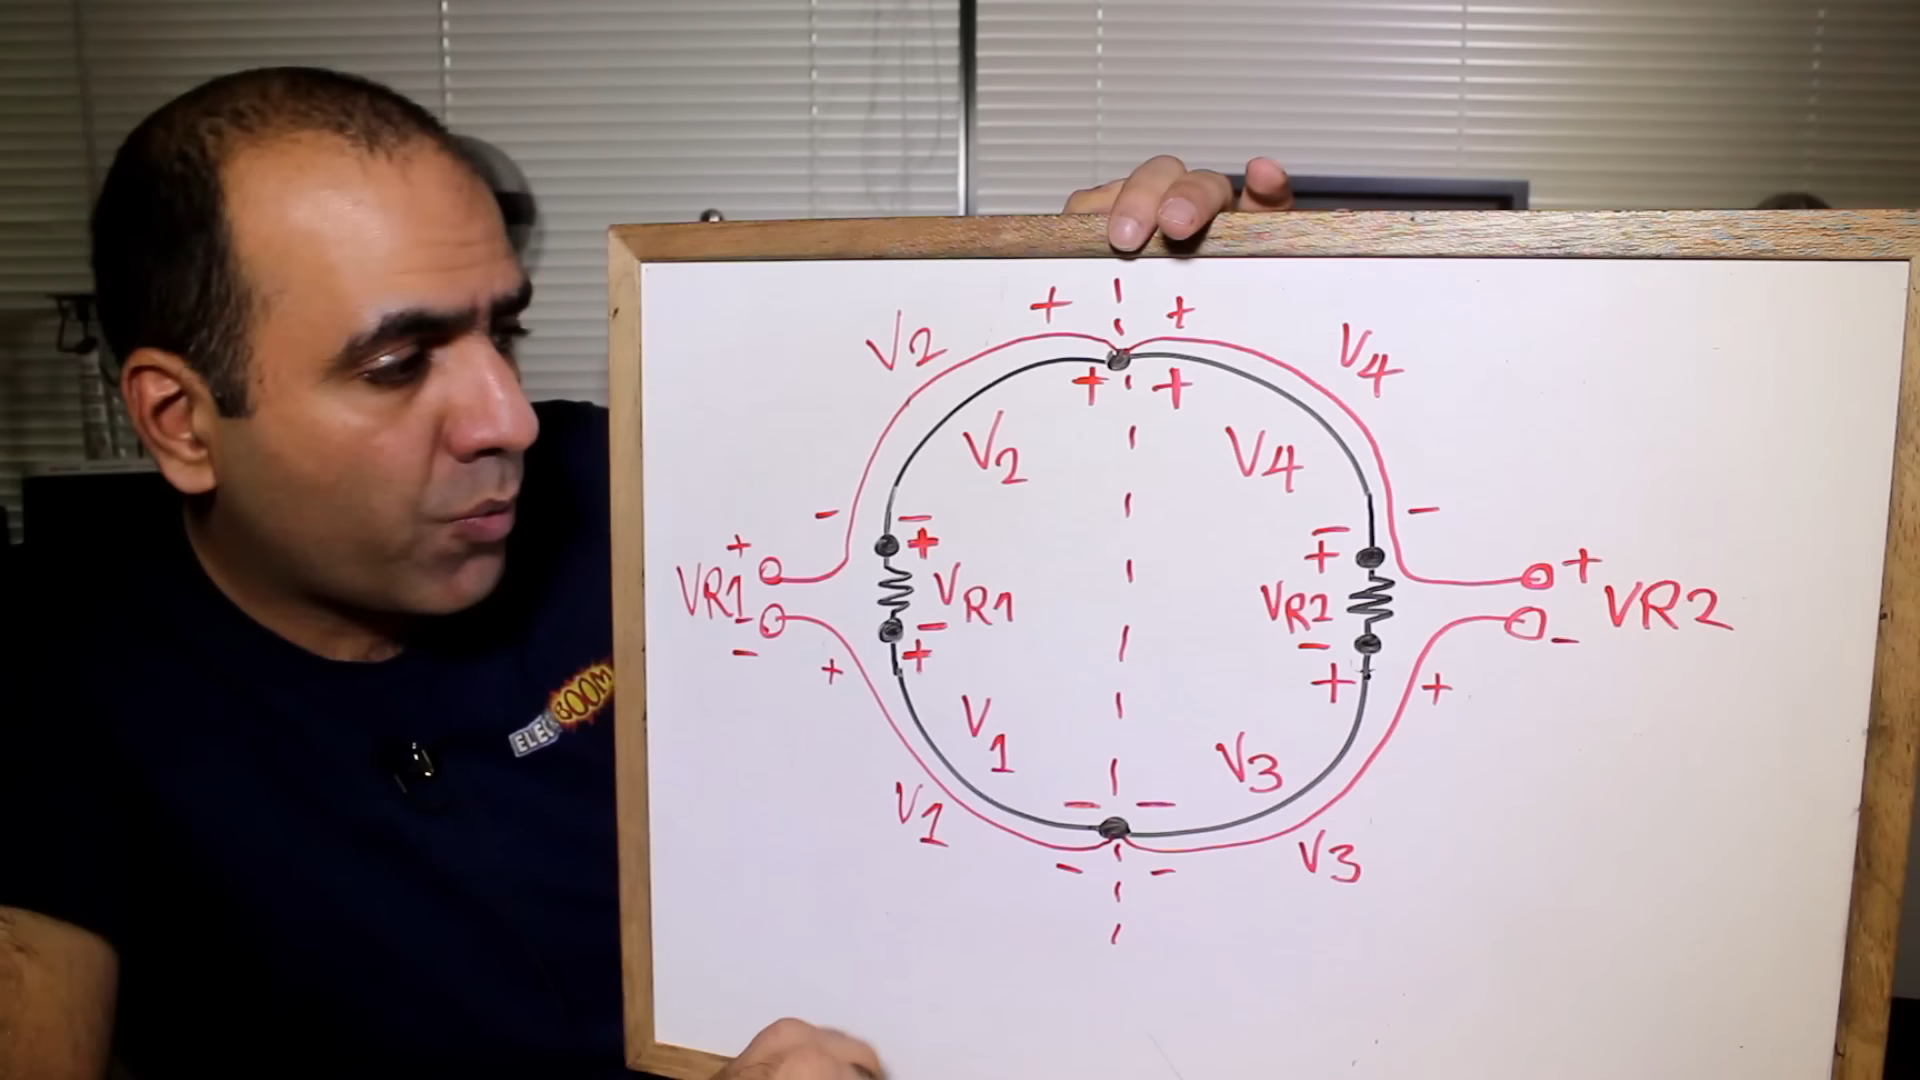 + +
V2 V4
+ +
V2 V4
- - - -
+ + + +
VR1 VR1 VR2 VR2
- - - -
+ + + +
V1 V3
V1 V3
- -
- -
ELEC BOOM